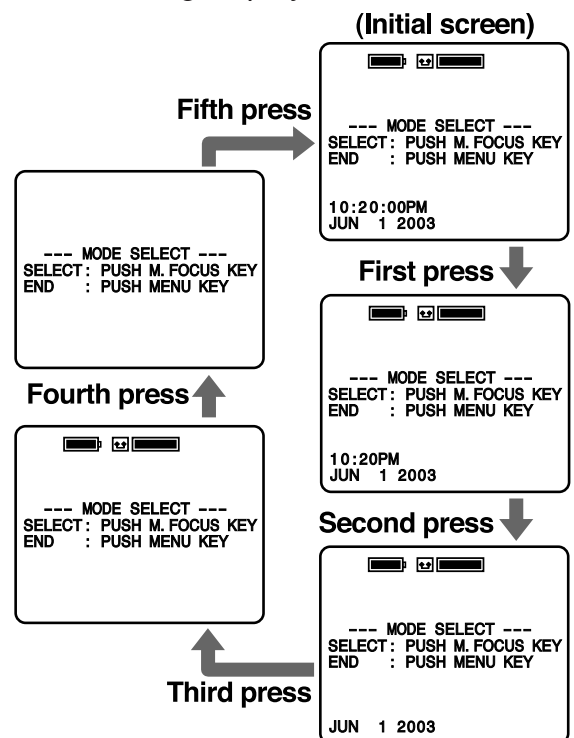 (Initial screen)
--- MODE SELECT ---
SELECT: PUSH M. FOCUS KEY
END : PUSH MENU KEY
10:20:00PM
JUN 1 2003
First press
--- MODE SELECT ---
SELECT: PUSH M. FOCUS KEY
END : PUSH MENU KEY
10:20PM
JUN 1 2003
Second press
--- MODE SELECT ---
SELECT: PUSH M. FOCUS KEY
END : PUSH MENU KEY
JUN 1 2003
Third press
--- MODE SELECT ---
SELECT: PUSH M. FOCUS KEY
END : PUSH MENU KEY
Fourth press
--- MODE SELECT ---
SELECT: PUSH M. FOCUS KEY
END : PUSH MENU KEY
Fifth press